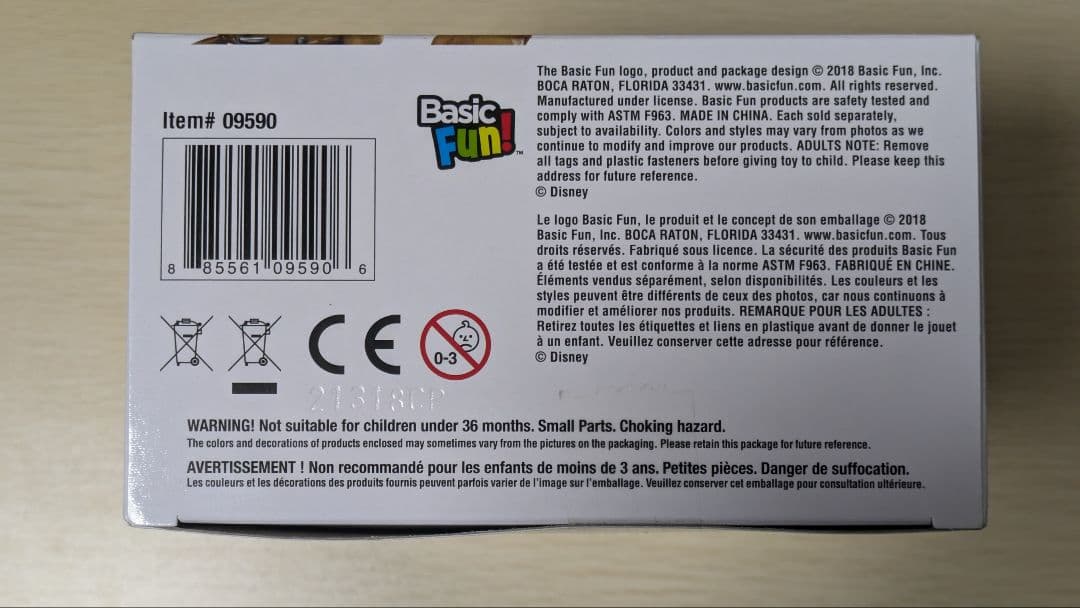 Item# 09590
8 85561 09590 6
Basic
Fun!™
The Basic Fun logo, product and package design © 2018 Basic Fun, Inc.
BOCA RATON, FLORIDA 33431. www.basicfun.com. All rights reserved.
Manufactured under license. Basic Fun products are safety tested and
comply with ASTM F963. MADE IN CHINA. Each sold separately,
subject to availability. Colors and styles may vary from photos as we
continue to modify and improve our products. ADULTS NOTE: Remove
all tags and plastic fasteners before giving toy to child. Please keep this
address for future reference.
© Disney
Le logo Basic Fun, le produit et le concept de son emballage © 2018
Basic Fun, Inc. BOCA RATON, FLORIDA 33431. www.basicfun.com. Tous
droits réservés. Fabriqué sous licence. La sécurité des produits Basic Fun
a été testée et est conforme à la norme ASTM F963. FABRIQUÉ EN CHINE.
Éléments vendus séparément, selon disponibilités. Les couleurs et les
styles peuvent être différents de ceux des photos, car nous continuons à
modifier et améliorer nos produits. REMARQUE POUR LES ADULTES :
Retirez toutes les étiquettes et liens en plastique avant de donner le jouet
à un enfant. Veuillez conserver cette adresse pour référence.
© Disney
CE
0-3
21318CP
WARNING! Not suitable for children under 36 months. Small Parts. Choking hazard.
The colors and decorations of products enclosed may sometimes vary from the pictures on the packaging. Please retain this package for future reference.
AVERTISSEMENT ! Non recommandé pour les enfants de moins de 3 ans. Petites pièces. Danger de suffocation.
Les couleurs et les décorations des produits fournis peuvent parfois varier de l'image sur l'emballage. Veuillez conserver cet emballage pour consultation ultérieure.